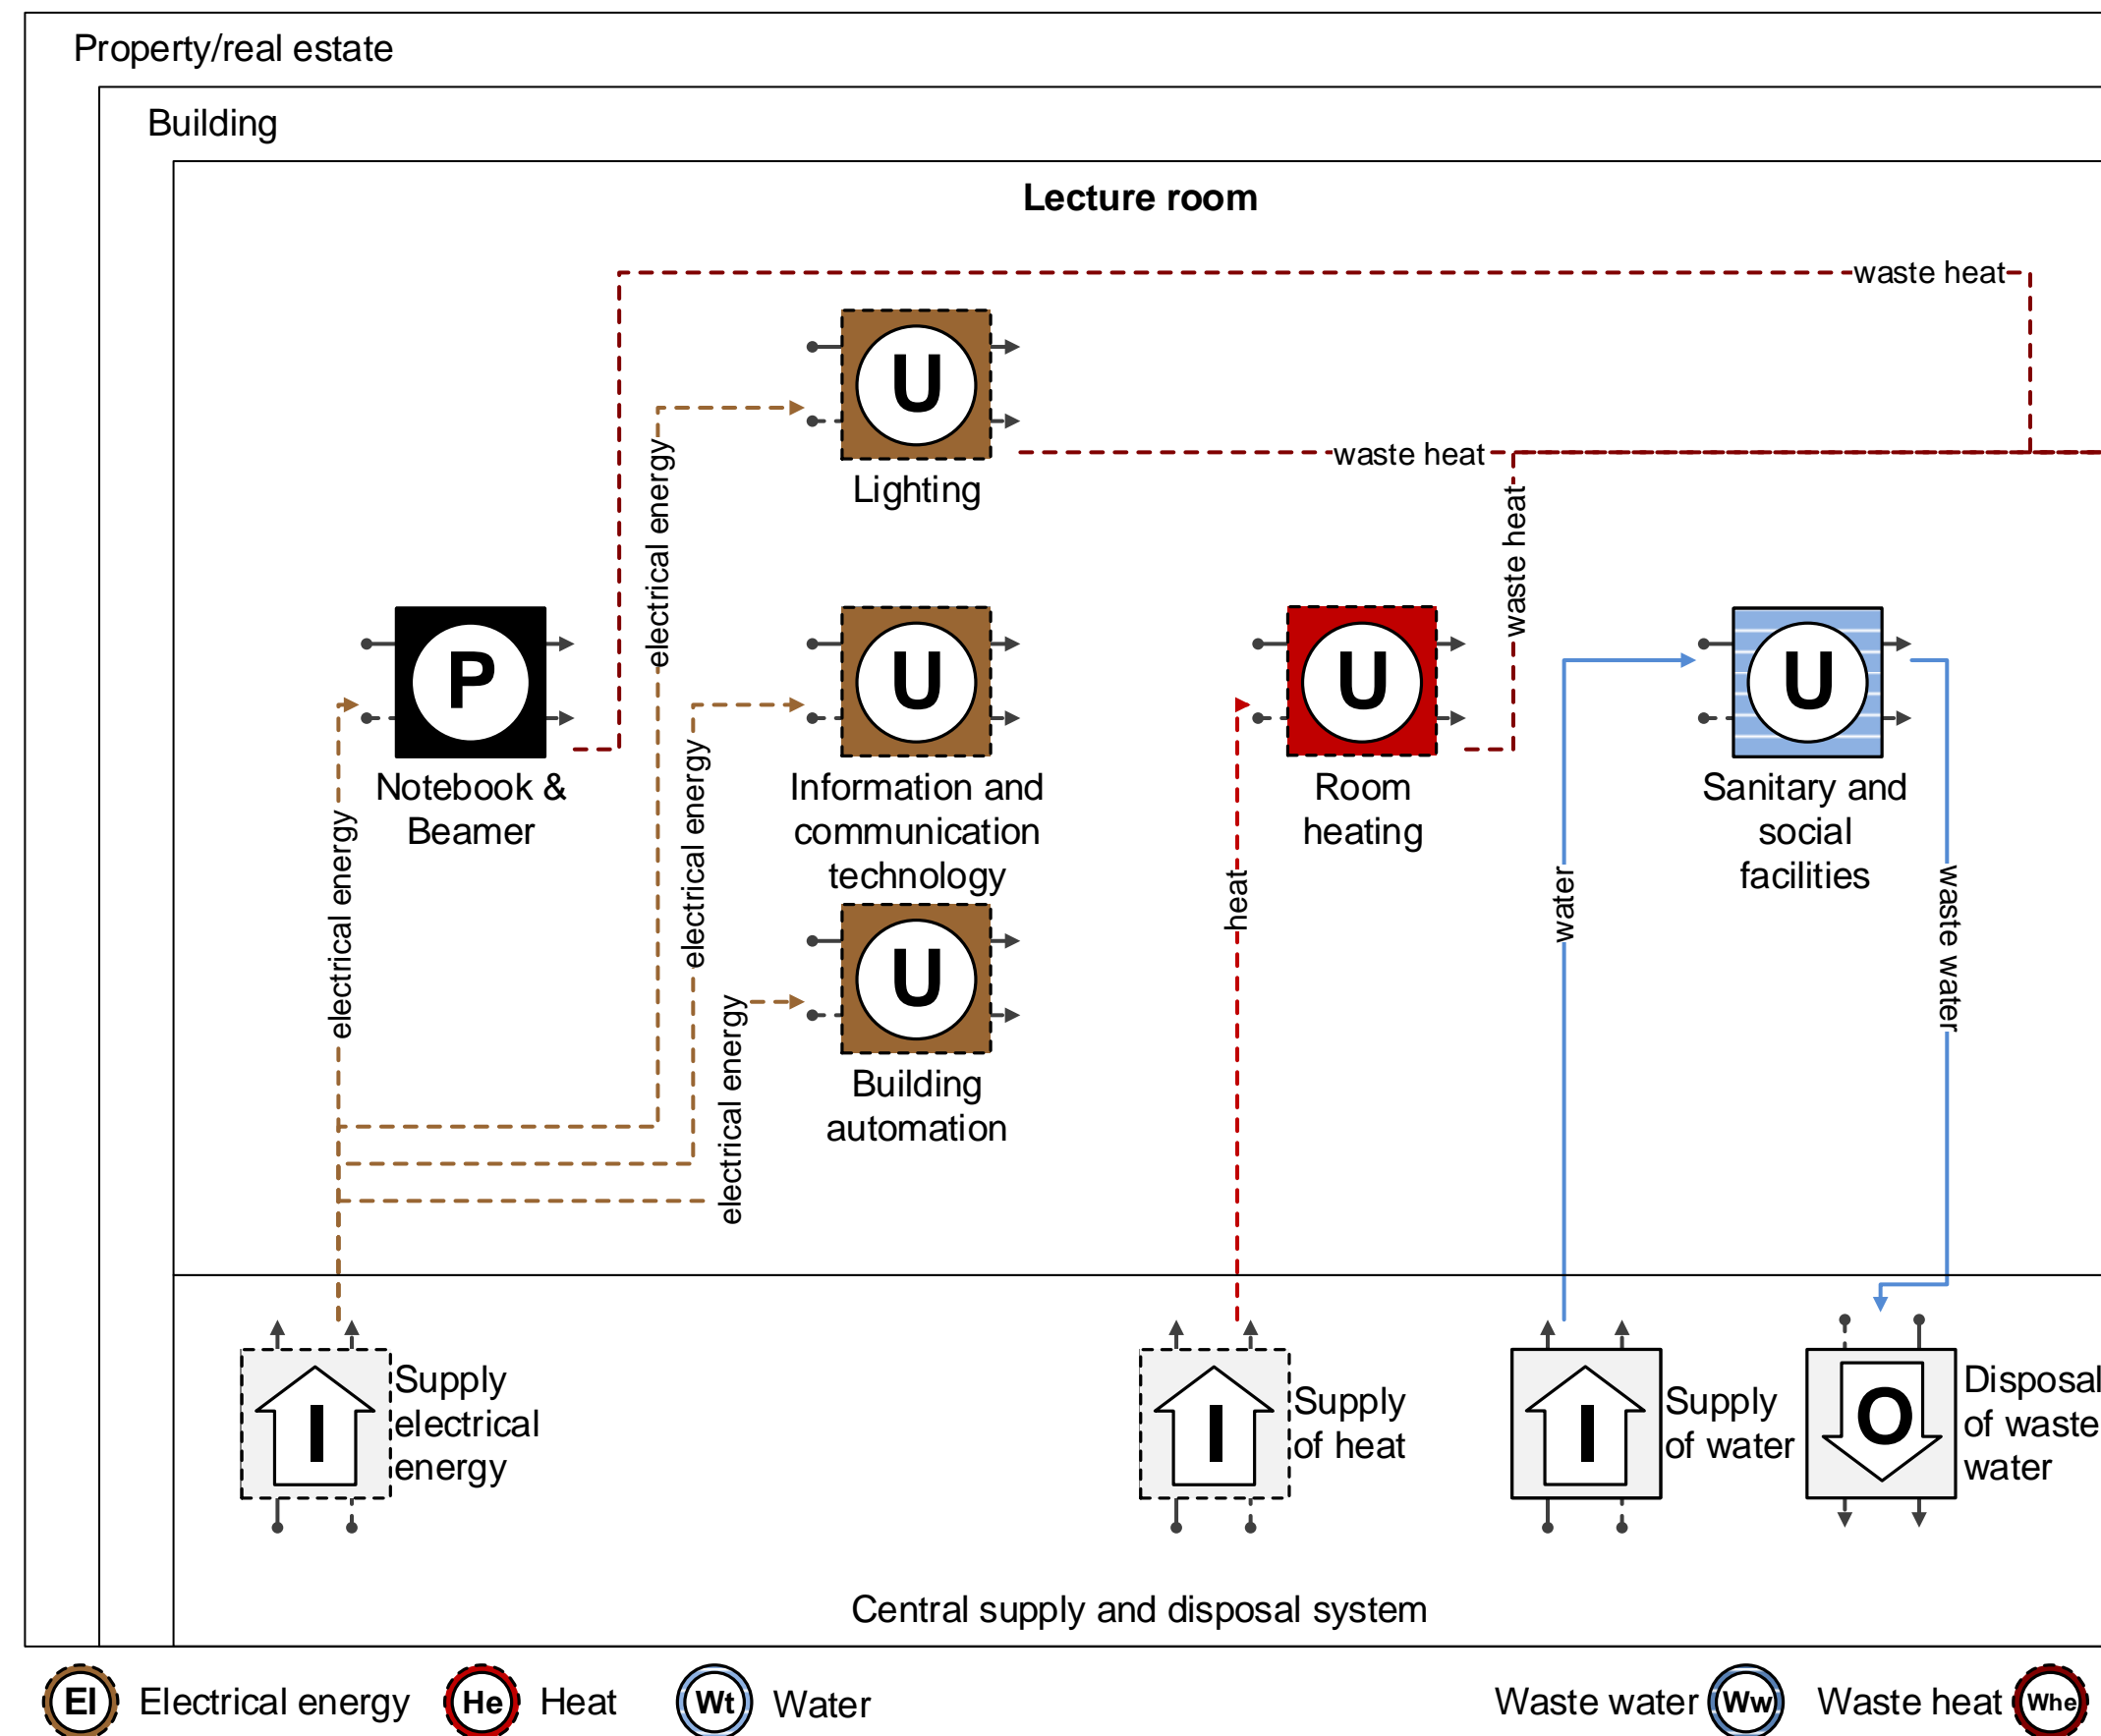 Property/real estate
Building
Lecture room
waste heat
U
Lighting
waste heat
electrical energy
waste heat
P
Notebook &
Beamer
U
Information and
communication
technology
U
Room
heating
U
Sanitary and
social
facilities
electrical energy
electrical energy
heat
water
waste water
U
Building
automation
electrical energy
I
Supply
electrical
energy
I
Supply
of heat
I
Supply
of water
O
Disposal
of waste
water
Central supply and disposal system
El Electrical energy
He Heat
Wt Water
Waste water Ww
Waste heat Whe